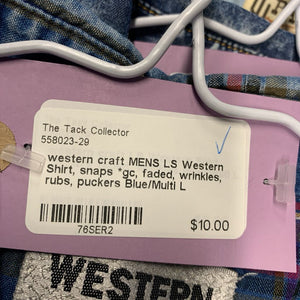 The Tack Collector
558023-29
western craft MENS LS Western
Shirt, snaps *gc, faded, wrinkles,
rubs, puckers Blue/Multi L
76SER2
$10.00
WESTERN